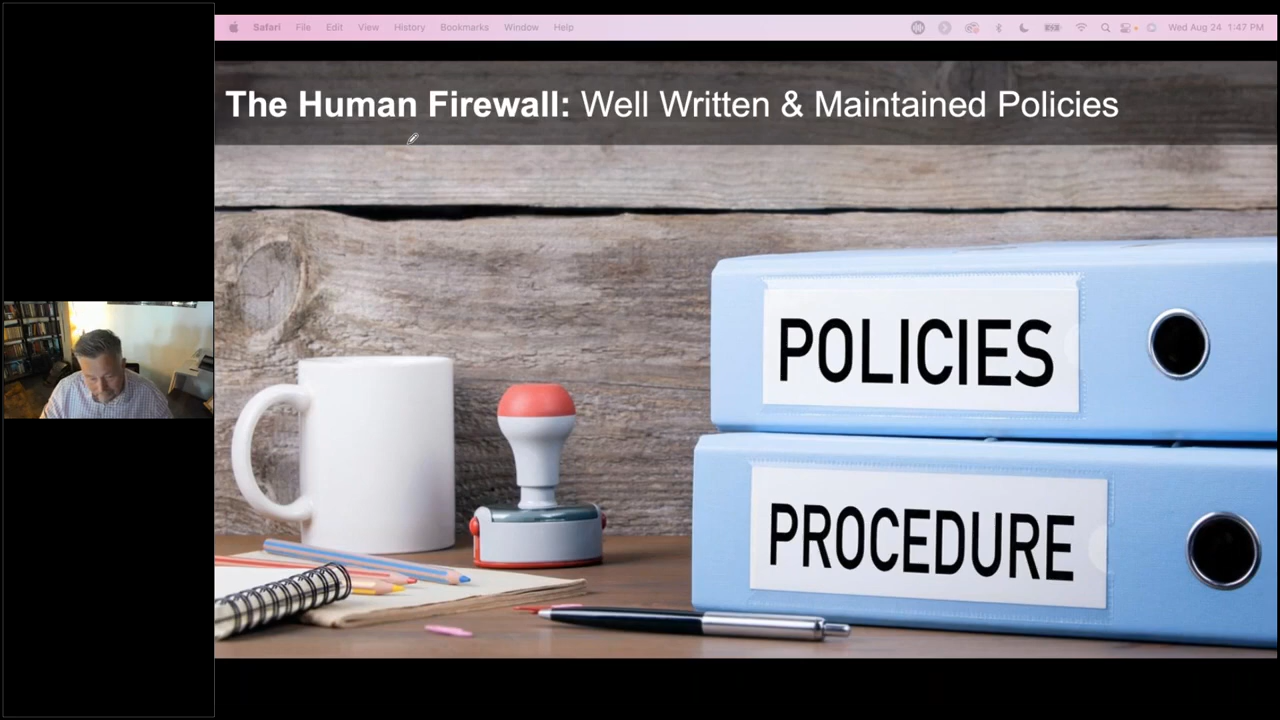 Safari File Edit View History Bookmarks Window Help Wed Aug 24 1:47 PM
The Human Firewall: Well Written & Maintained Policies
POLICIES
PROCEDURE